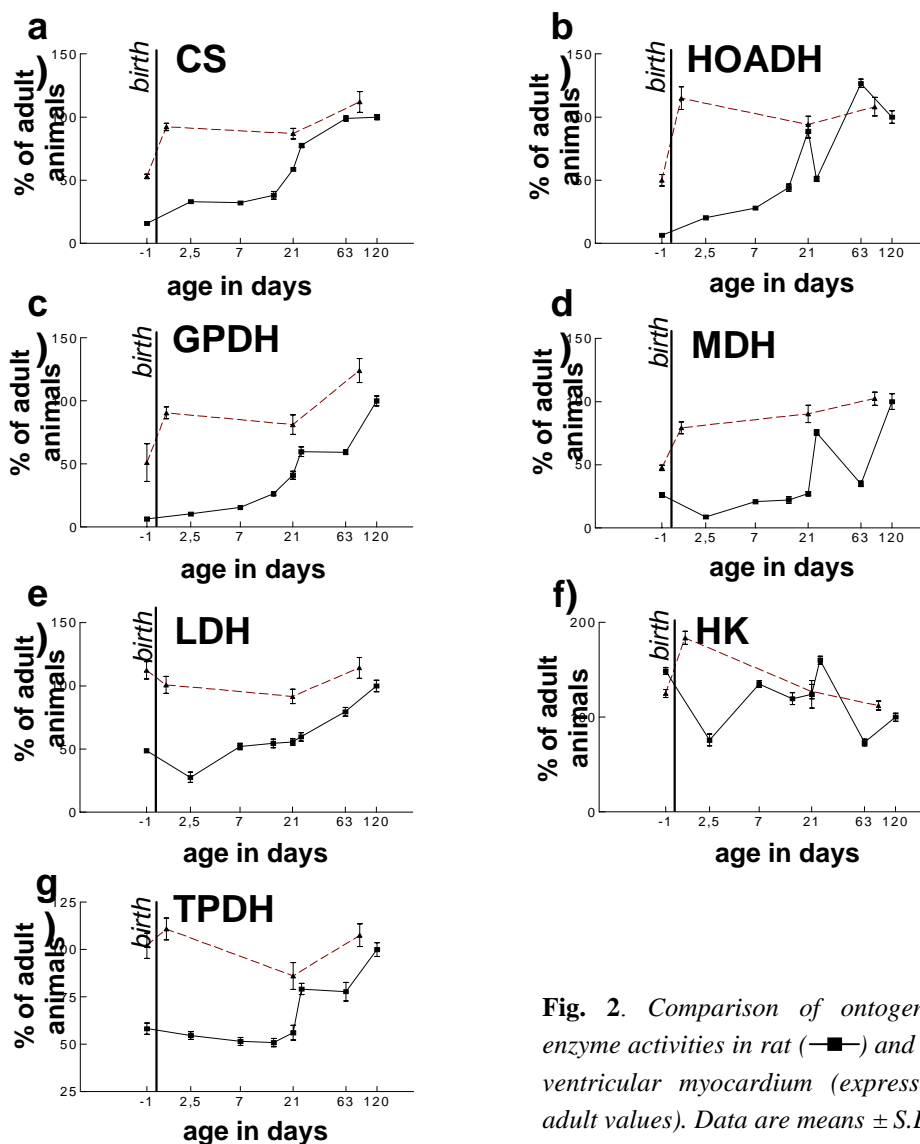 a)
CS
birth
% of adult
animals
150
100
50
0
-1 2,5 7 21 63 120
age in days
b)
HOADH
birth
% of adult
animals
150
100
50
0
-1 2,5 7 21 63 120
age in days
c)
GPDH
birth
% of adult
animals
150
100
50
0
-1 2,5 7 21 63 120
age in days
d)
MDH
birth
% of adult
animals
150
100
50
0
-1 2,5 7 21 63 120
age in days
e)
LDH
birth
% of adult
animals
150
100
50
0
-1 2,5 7 21 63 120
age in days
f)
HK
birth
% of adult
animals
200
100
0
-1 2,5 7 21 63 120
age in days
g)
TPDH
birth
% of adult
animals
125
100
75
50
25
-1 2,5 7 21 63 120
age in days
Fig. 2. Comparison of ontogen
enzyme activities in rat (—■—) and
ventricular myocardium (express
adult values). Data are means ± S.